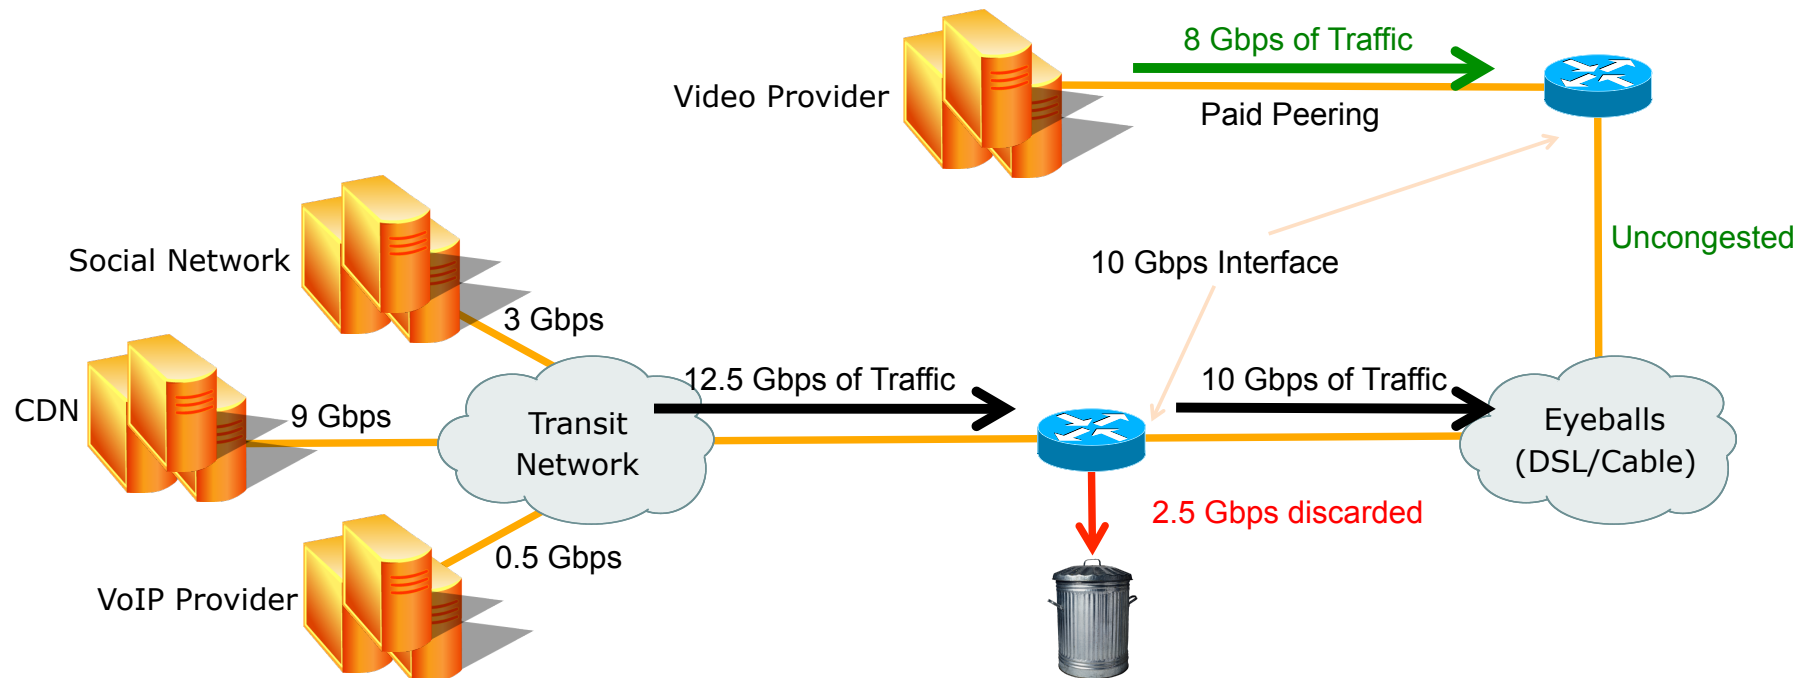 8 Gbps of Traffic
Video Provider
Paid Peering
Social Network
10 Gbps Interface
Uncongested
3 Gbps
12.5 Gbps of Traffic
10 Gbps of Traffic
CDN
9 Gbps
Transit
Network
Eyeballs
(DSL/Cable)
2.5 Gbps discarded
0.5 Gbps
VoIP Provider